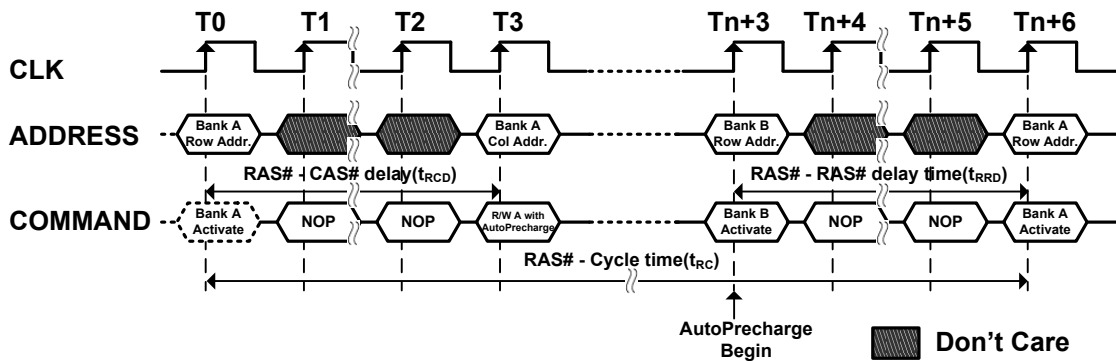 T0 T1 T2 T3 Tn+3 Tn+4 Tn+5 Tn+6
CLK
ADDRESS
Bank A
Row Addr.
Bank A
Col Addr.
Bank B
Row Addr.
Bank A
Row Addr.
RAS# - CAS# delay(tRCD)
RAS# - RAS# delay time(tRRD)
COMMAND
Bank A
Activate
NOP
NOP
R/W A with
AutoPrecharge
Bank B
Activate
NOP
NOP
Bank A
Activate
RAS# - Cycle time(tRC)
AutoPrecharge
Begin
Don't Care